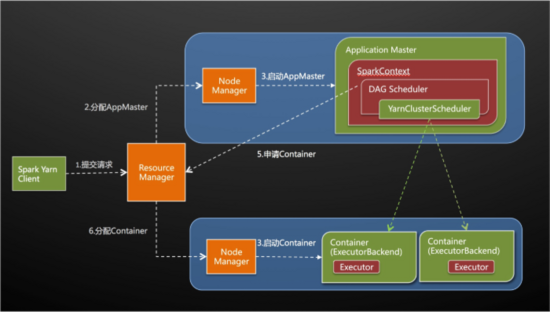 Application Master
SparkContext
DAG Scheduler
YarnClusterScheduler
Node
Manager
3.启动AppMaster
2.分配AppMaster
5.申请Container
1.提交请求
Spark Yarn
Client
Resource
Manager
6.分配Container
Node
Manager
3.启动Container
Container
(ExecutorBackend)
Executor
Container
(ExecutorBackend)
Executor